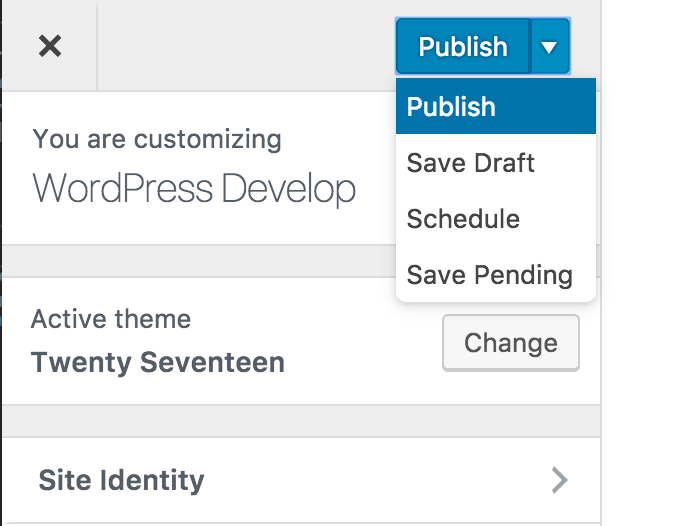 Publish
Publish
Save Draft
Schedule
Save Pending
You are customizing
WordPress Develop
Active theme
Twenty Seventeen
Change
Site Identity